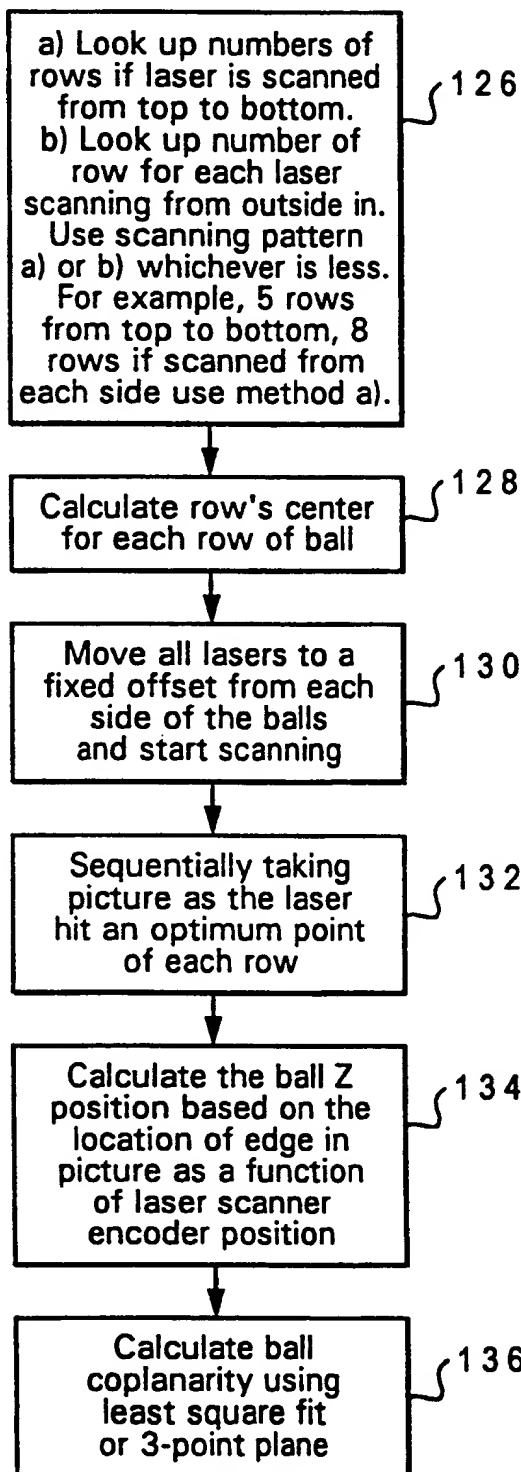 a) Look up numbers of
rows if laser is scanned
from top to bottom.
b) Look up number of
row for each laser
scanning from outside in.
Use scanning pattern
a) or b) whichever is less.
For example, 5 rows
from top to bottom, 8
rows if scanned from
each side use method a).
126
Calculate row's center
for each row of ball
128
Move all lasers to a
fixed offset from each
side of the balls
and start scanning
130
Sequentially taking
picture as the laser
hit an optimum point
of each row
132
Calculate the ball Z
position based on the
location of edge in
picture as a function
of laser scanner
encoder position
134
Calculate ball
coplanarity using
least square fit
or 3-point plane
136